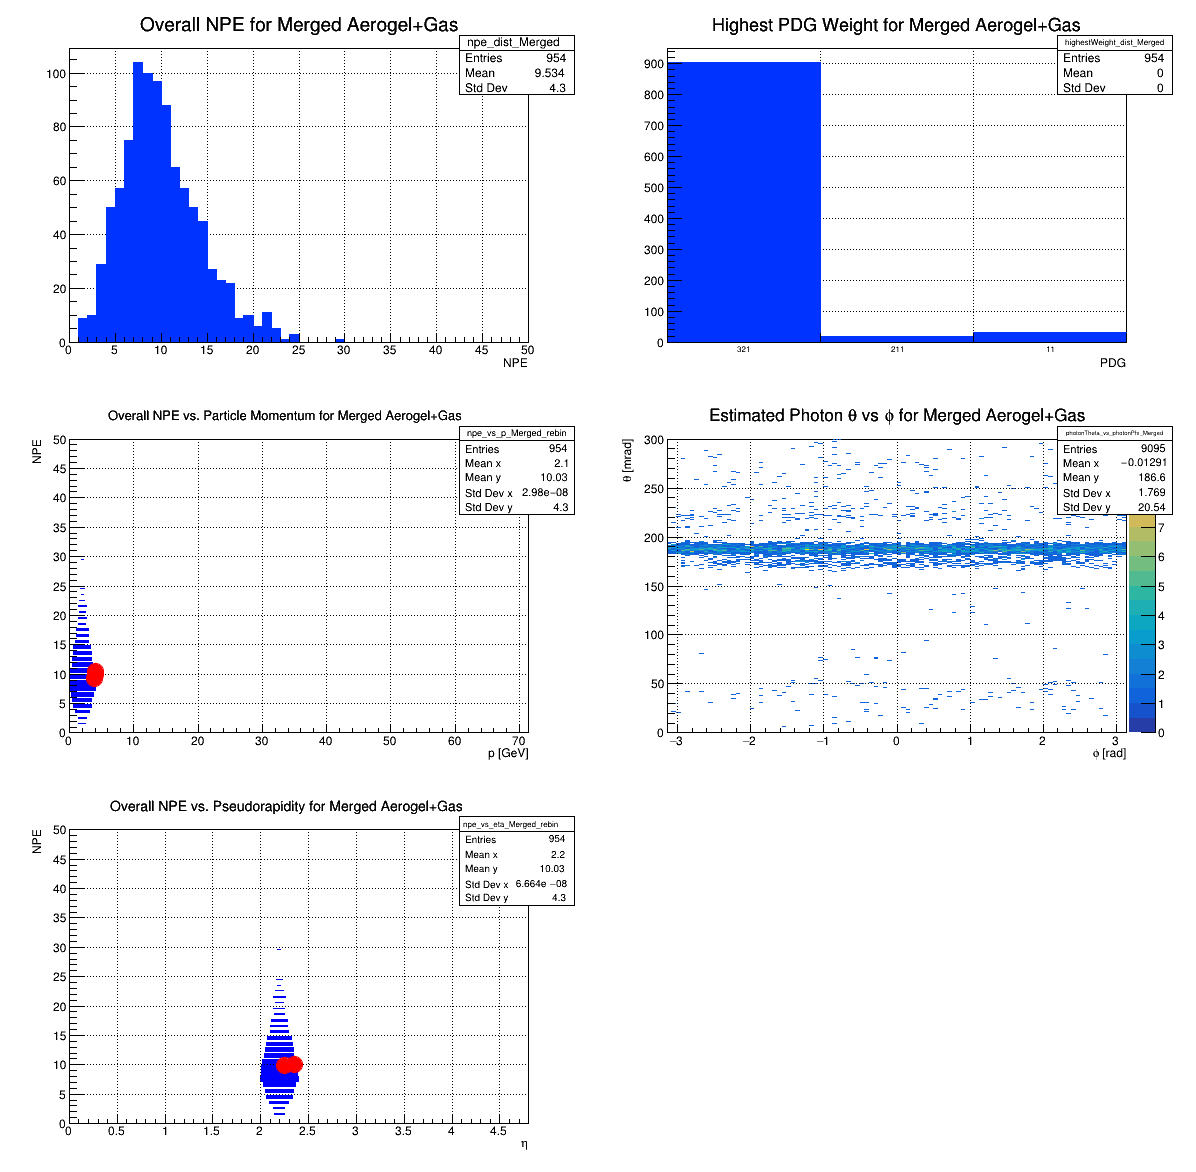 Overall NPE for Merged Aerogel+Gas
npe_dist_Merged
Entries 954
Mean 9.534
Std Dev 4.3
100
80
60
40
20
0
0 5 10 15 20 25 30 35 40 45 50
NPE
Highest PDG Weight for Merged Aerogel+Gas
highestWeight_dist_Merged
Entries 954
Mean 0
Std Dev 0
900
800
700
600
500
400
300
200
100
0
321 211 11
PDG
Overall NPE vs. Particle Momentum for Merged Aerogel+Gas
npe_vs_p_Merged_rebin
Entries 954
Mean x 2.1
Mean y 10.03
Std Dev x 2.98e−08
Std Dev y 4.3
NPE
50
45
40
35
30
25
20
15
10
5
0
0 10 20 30 40 50 60 70
p [GeV]
Estimated Photon θ vs ϕ for Merged Aerogel+Gas
photonTheta_vs_photonPhi_Merged
Entries 9095
Mean x −0.01291
Mean y 186.6
Std Dev x 1.769
Std Dev y 20.54
θ [mrad]
300
250
200
150
100
50
0
−3 −2 −1 0 1 2 3
ϕ [rad]
7
6
5
4
3
2
1
0
Overall NPE vs. Pseudorapidity for Merged Aerogel+Gas
npe_vs_eta_Merged_rebin
Entries 954
Mean x 2.2
Mean y 10.03
Std Dev x 6.664e −08
Std Dev y 4.3
NPE
50
45
40
35
30
25
20
15
10
5
0
0 0.5 1 1.5 2 2.5 3 3.5 4 4.5
η